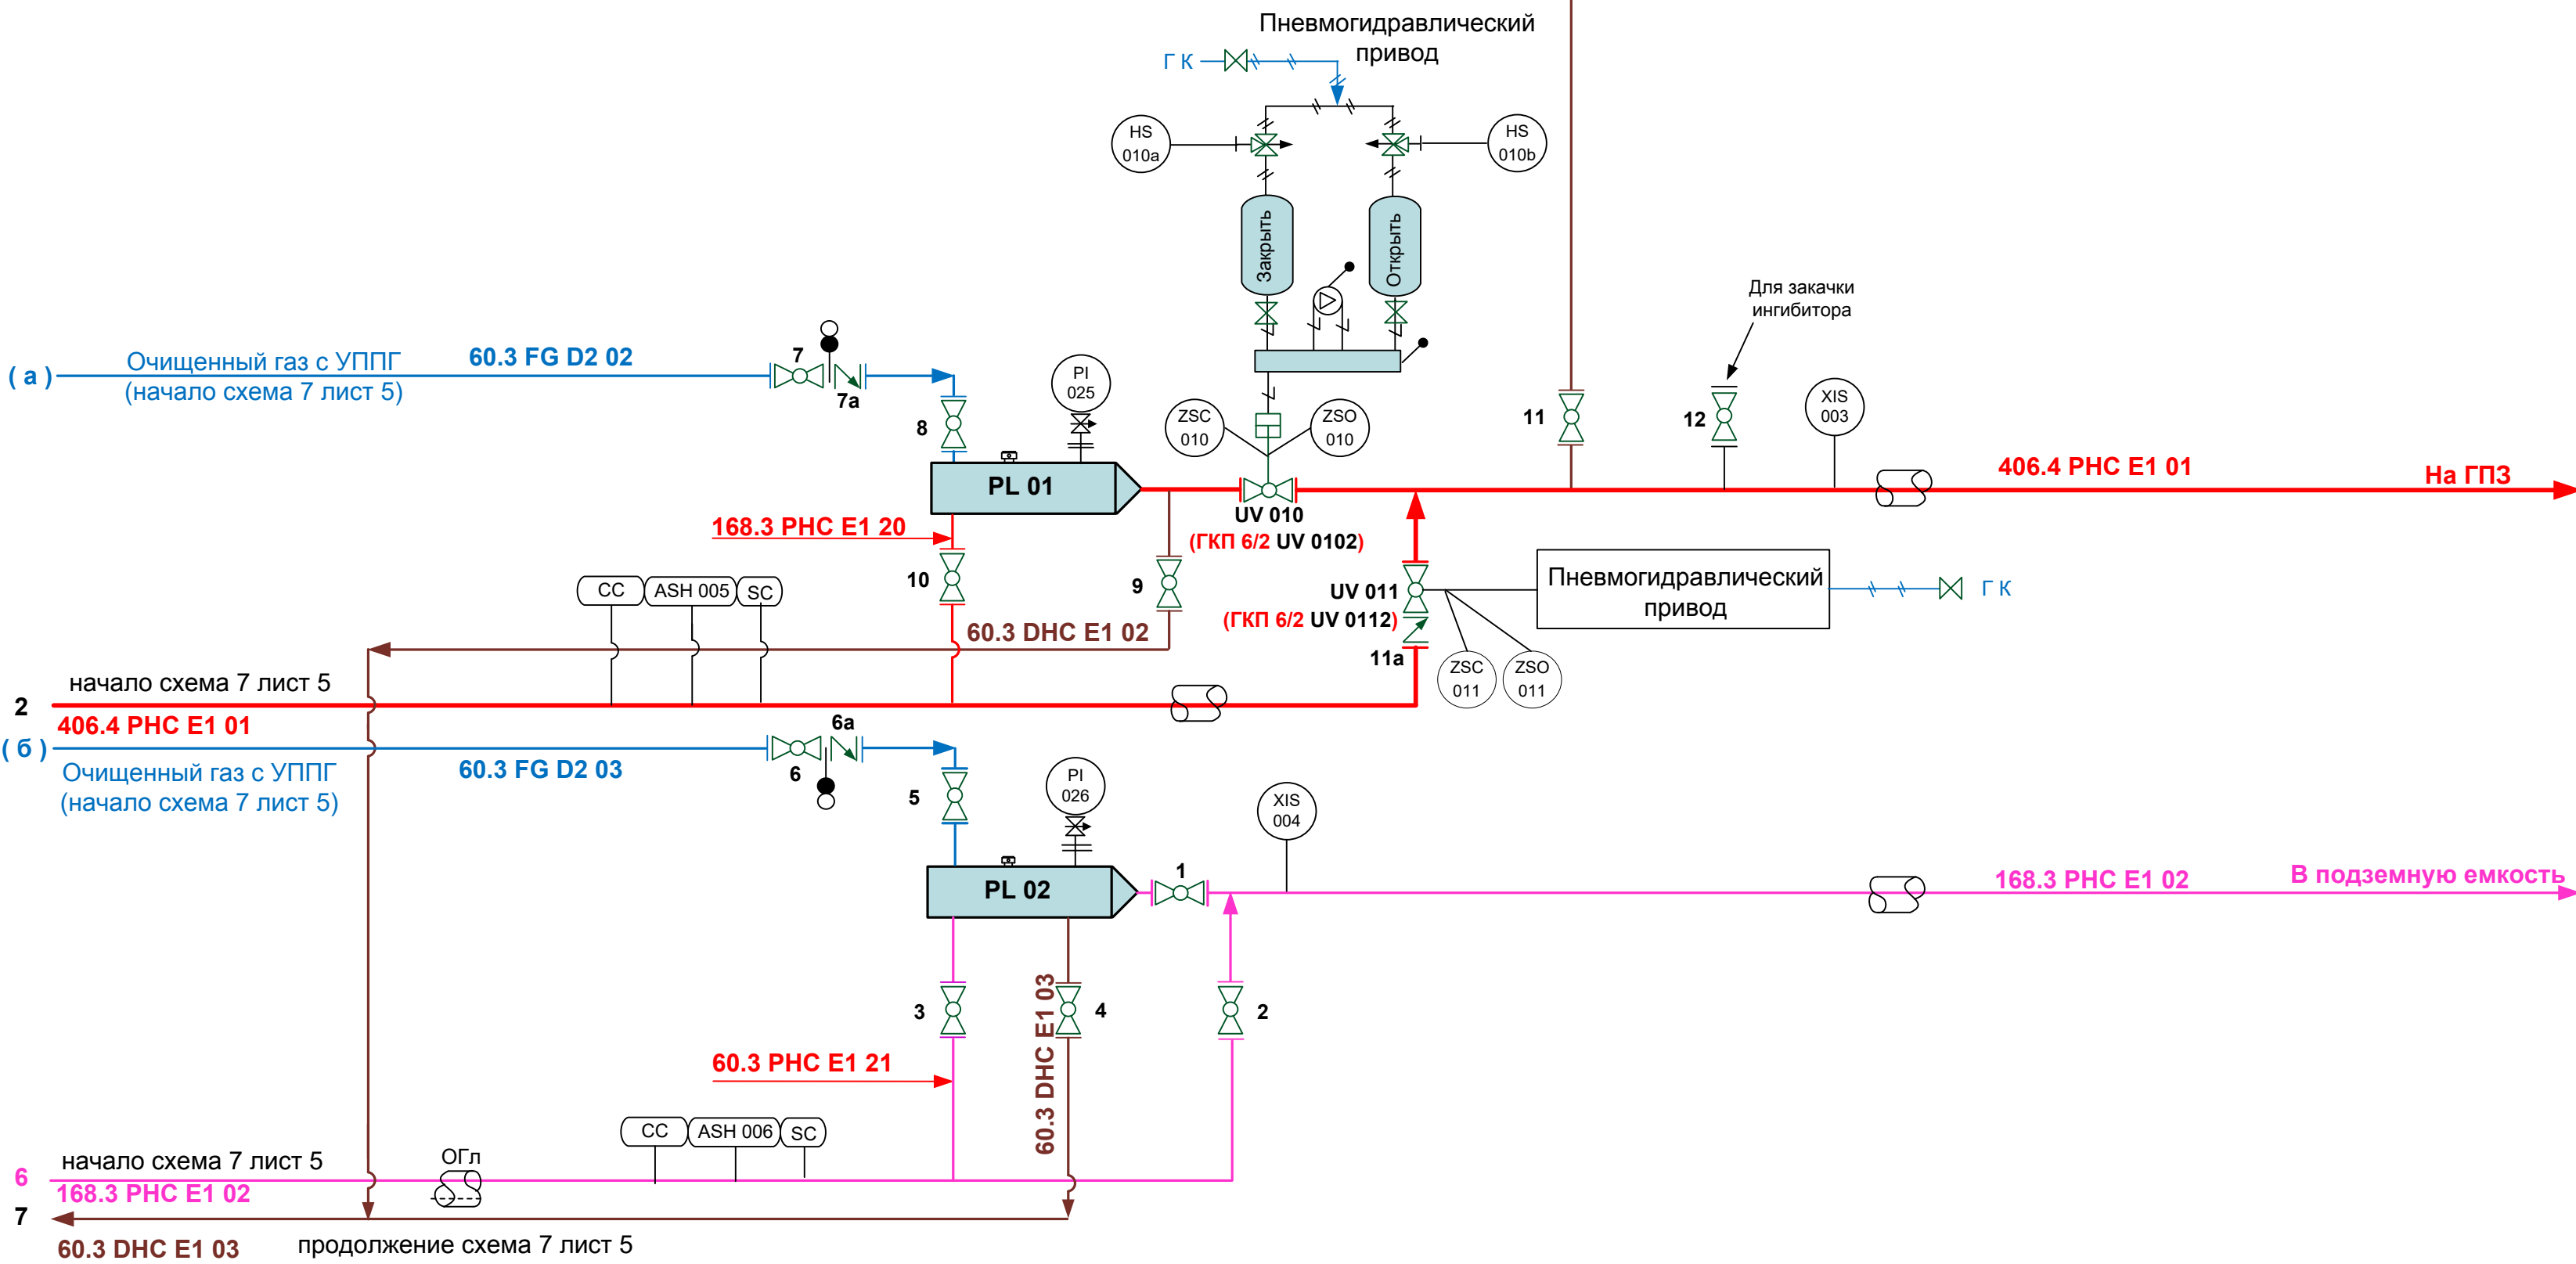 Пневмогидравлический
привод
Г К
HS
010a
HS
010b
Закрыть
Открыть
Для закачки
ингибитора
( а )
Очищенный газ с УППГ
(начало схема 7 лист 5)
60.3 FG D2 02
7
7а
8
PI
025
ZSC
010
ZSO
010
11
12
XIS
003
PL 01
406.4 PHC E1 01
На ГПЗ
UV 010
(ГКП 6/2 UV 0102)
168.3 PHC E1 20
10
9
CC
ASH 005
SC
UV 011
(ГКП 6/2 UV 0112)
11а
Пневмогидравлический
привод
Г К
60.3 DHC E1 02
ZSC
011
ZSO
011
начало схема 7 лист 5
2
406.4 PHC E1 01
( б )
Очищенный газ с УППГ
(начало схема 7 лист 5)
60.3 FG D2 03
6а
6
5
PI
026
XIS
004
PL 02
1
168.3 PHC E1 02
В подземную емкость
3
4
2
60.3 DHC E1 03
60.3 PHC E1 21
CC
ASH 006
SC
начало схема 7 лист 5
ОГл
6
168.3 PHC E1 02
7
60.3 DHC E1 03
продолжение схема 7 лист 5